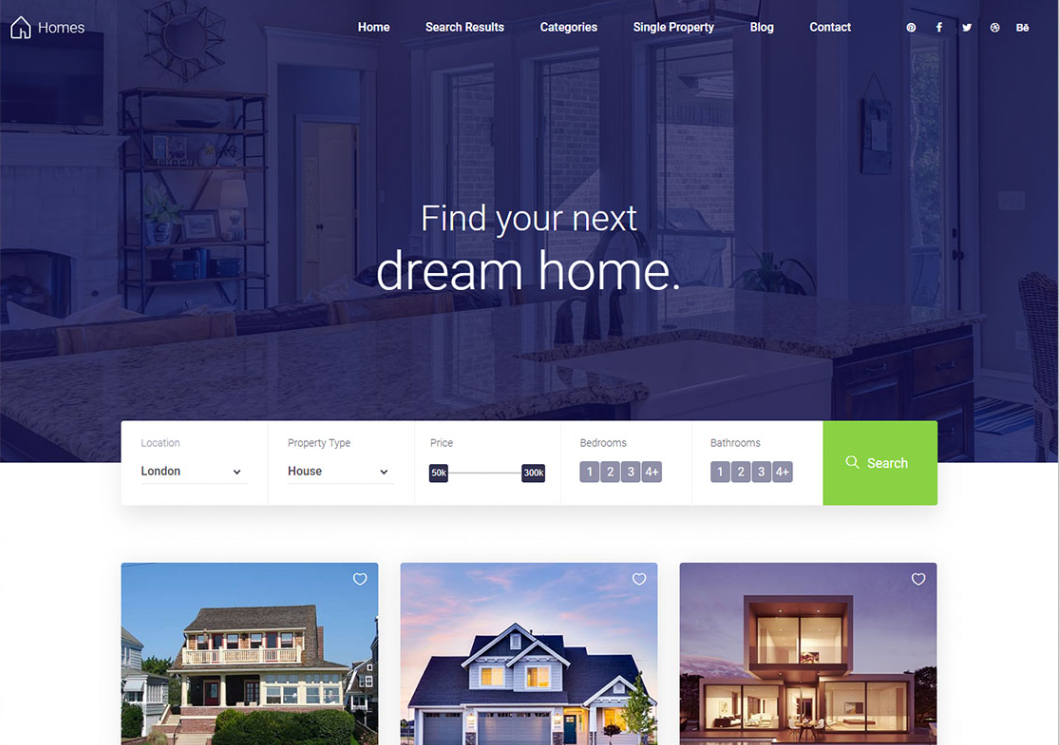 Homes
Home Search Results Categories Single Property Blog Contact Bē
Find your next
dream home.
Location Property Type Price Bedrooms Bathrooms
London House 50k 300k 1 2 3 4+ 1 2 3 4+ Search